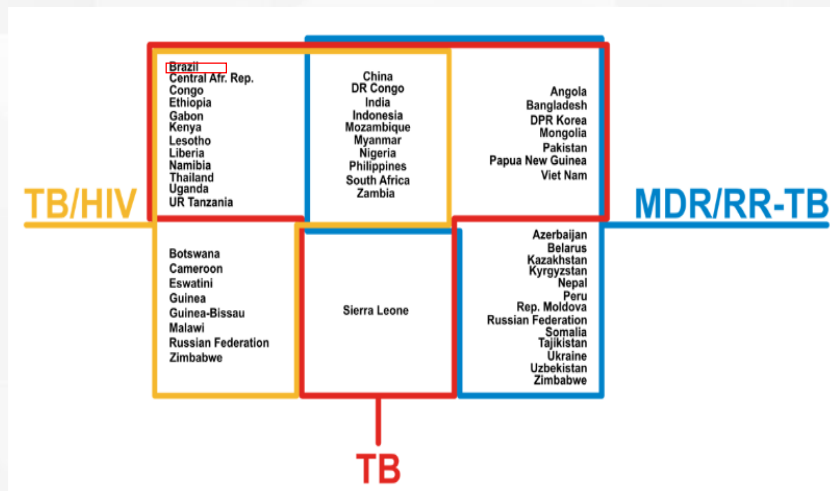 Brazil
Central Afr. Rep.
Congo
Ethiopia
Gabon
Kenya
Lesotho
Liberia
Namibia
Thailand
Uganda
UR Tanzania
China
DR Congo
India
Indonesia
Mozambique
Myanmar
Nigeria
Philippines
South Africa
Zambia
Angola
Bangladesh
DPR Korea
Mongolia
Pakistan
Papua New Guinea
Viet Nam
TB/HIV
MDR/RR-TB
Botswana
Cameroon
Eswatini
Guinea
Guinea-Bissau
Malawi
Russian Federation
Zimbabwe
Sierra Leone
Azerbaijan
Belarus
Kazakhstan
Kyrgyzstan
Nepal
Peru
Rep. Moldova
Russian Federation
Somalia
Tajikistan
Ukraine
Uzbekistan
Zimbabwe
TB